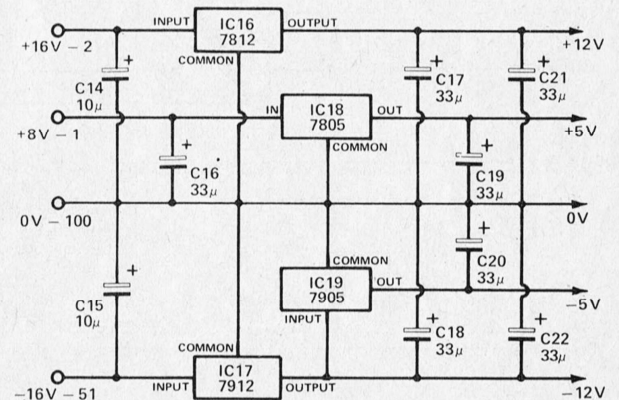 INPUT
IC16
7812
OUTPUT
+16V – 2
+12V
COMMON
+
C14
10µ
+
C17
33µ
+
C21
33µ
IN
IC18
7805
OUT
+8V – 1
+5V
COMMON
+
C16
33µ
+
C19
33µ
0V – 100
0V
COMMON
+
C20
33µ
+
C15
10µ
IC19
7905
OUT
–5V
INPUT
+
C18
33µ
+
C22
33µ
COMMON
INPUT
IC17
7912
OUTPUT
–16V – 51
–12V